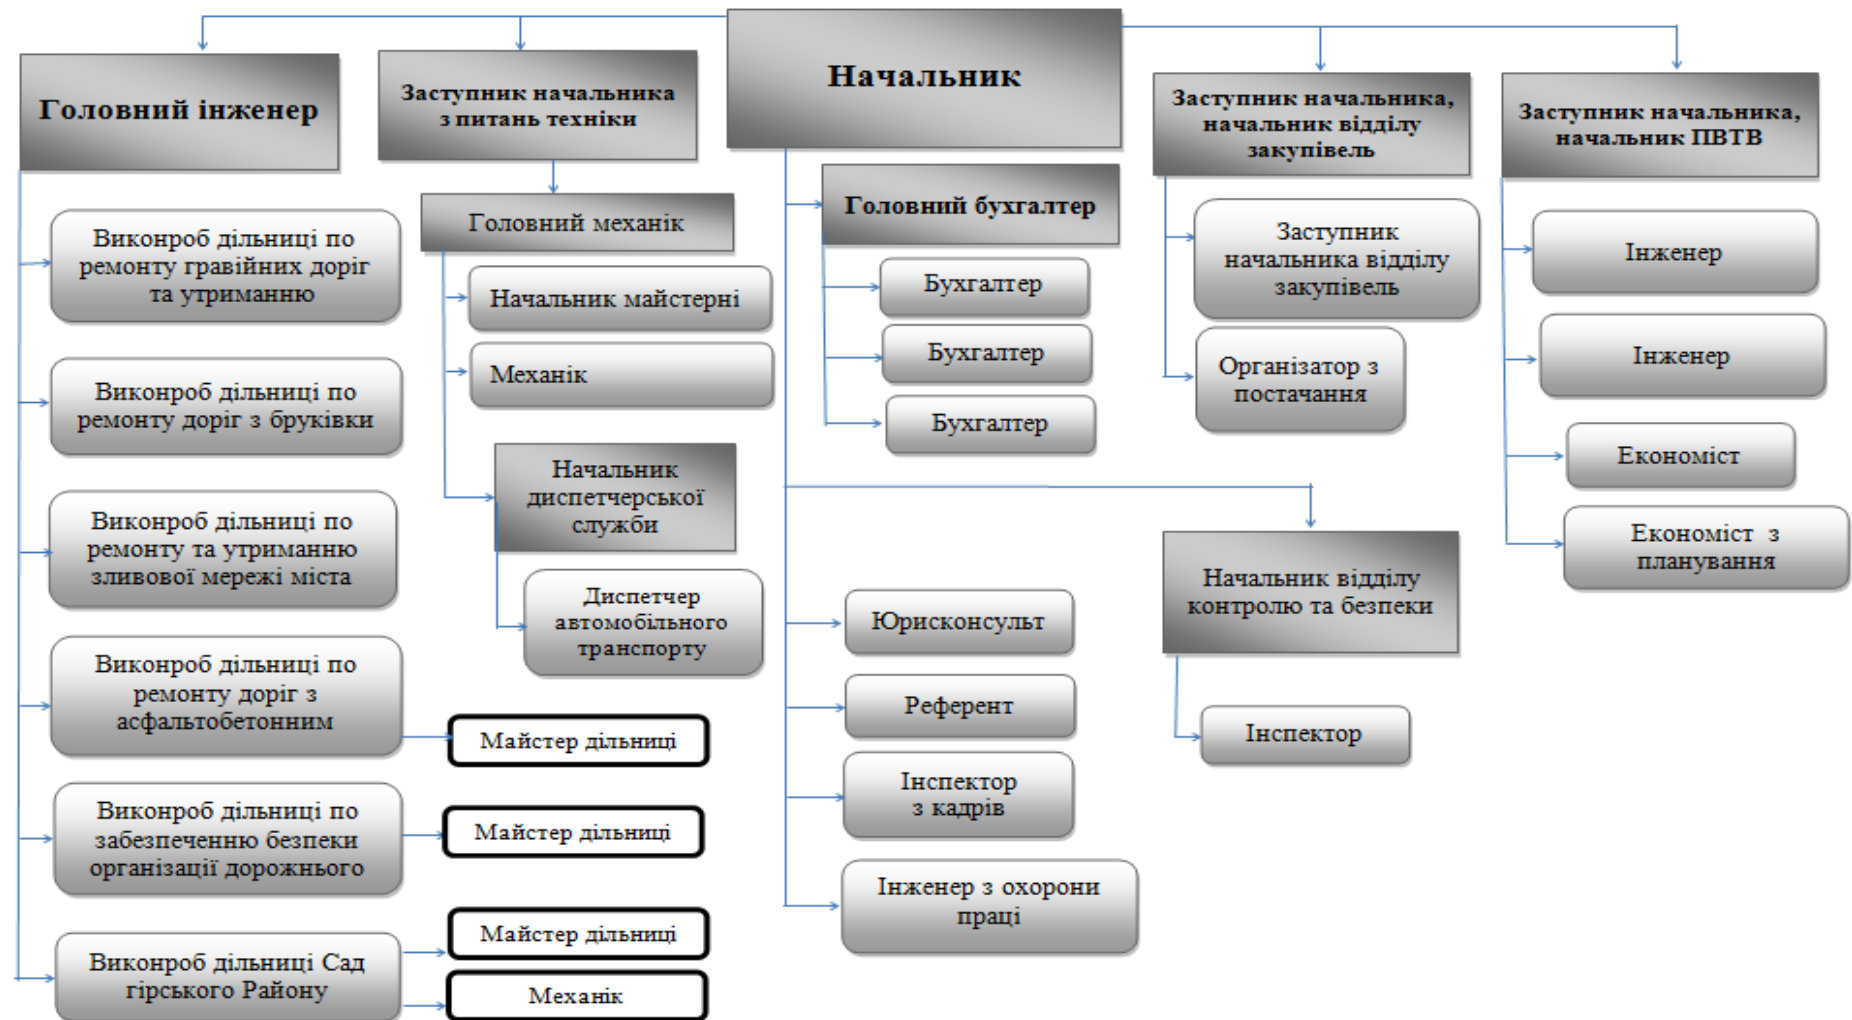 Начальник
Головний інженер
Виконроб дільниці по
ремонту гравійних доріг
та утриманню
Виконроб дільниці по
ремонту доріг з бруківки
Виконроб дільниці по
ремонту та утриманню
зливової мережі міста
Виконроб дільниці по
ремонту доріг з
асфальтобетонним
Майстер дільниці
Виконроб дільниці по
забезпеченню безпеки
організації дорожнього
Майстер дільниці
Виконроб дільниці Сад
гірського Району
Майстер дільниці
Механік
Заступник начальника
з питань техніки
Головний механік
Начальник майстерні
Механік
Начальник
диспетчерської
служби
Диспетчер
автомобільного
транспорту
Головний бухгалтер
Бухгалтер
Бухгалтер
Бухгалтер
Юрисконсульт
Референт
Інспектор
з кадрів
Інженер з охорони
праці
Заступник начальника,
начальник відділу
закупівель
Заступник
начальника відділу
закупівель
Організатор з
постачання
Начальник відділу
контролю та безпеки
Інспектор
Заступник начальника,
начальник ПВТВ
Інженер
Інженер
Економіст
Економіст з
планування